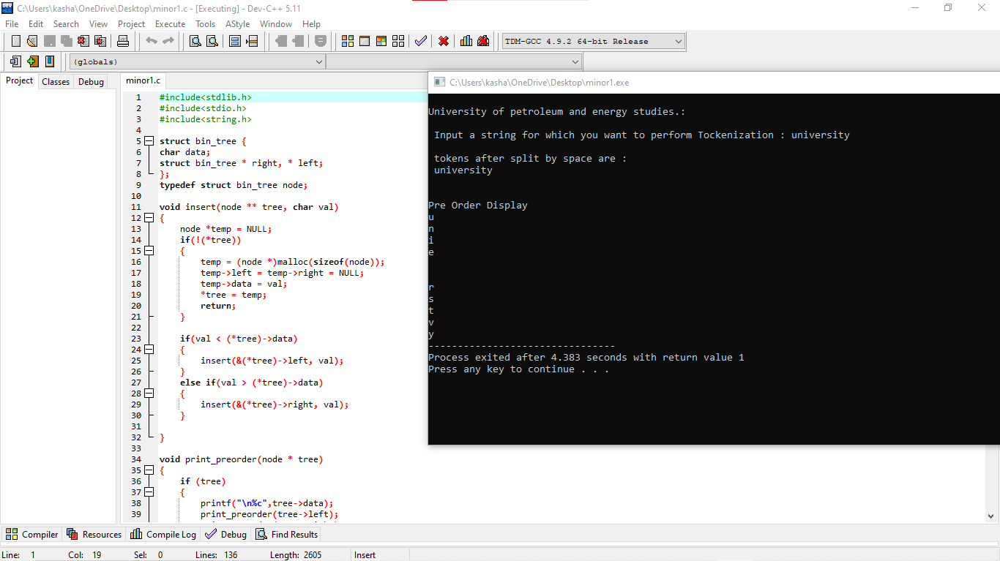 C:\Users\kasha\OneDrive\Desktop\minor1.c - [Executing] - Dev-C++ 5.11
File Edit Search View Project Execute Tools AStyle Window Help
TDM-GCC 4.9.2 64-bit Release
(globals)
Project Classes Debug
minor1.c
1 #include<stdlib.h>
2 #include<stdio.h>
3 #include<string.h>
4
5 struct bin_tree {
6 char data;
7 struct bin_tree * right, * left;
8 };
9 typedef struct bin_tree node;
10
11 void insert(node ** tree, char val)
12 {
13 node *temp = NULL;
14 if(!(*tree))
15 {
16 temp = (node *)malloc(sizeof(node));
17 temp->left = temp->right = NULL;
18 temp->data = val;
19 *tree = temp;
20 return;
21 }
22
23 if(val < (*tree)->data)
24 {
25 insert(&(*tree)->left, val);
26 }
27 else if(val > (*tree)->data)
28 {
29 insert(&(*tree)->right, val);
30 }
31
32 }
33
34 void print_preorder(node * tree)
35 {
36 if (tree)
37 {
38 printf("\n%c",tree->data);
39 print_preorder(tree->left);
C:\Users\kasha\OneDrive\Desktop\minor1.exe
University of petroleum and energy studies.:
Input a string for which you want to perform Tockenization : university
tokens after split by space are :
university
Pre Order Display
u
n
i
e
r
s
t
v
y
--------------------------------
Process exited after 4.383 seconds with return value 1
Press any key to continue . . .
Compiler Resources Compile Log Debug Find Results
Line: 1 Col: 19 Sel: 0 Lines: 136 Length: 2605 Insert